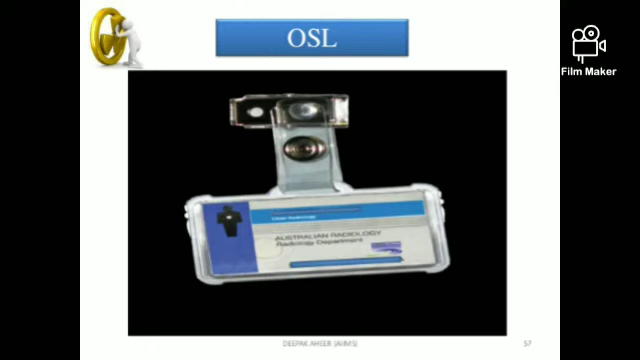 OSL
Film Maker
AUSTRALIAN RADIOLOGY
Radiology Department
DEEPAK AHEER (AIIMS)
57